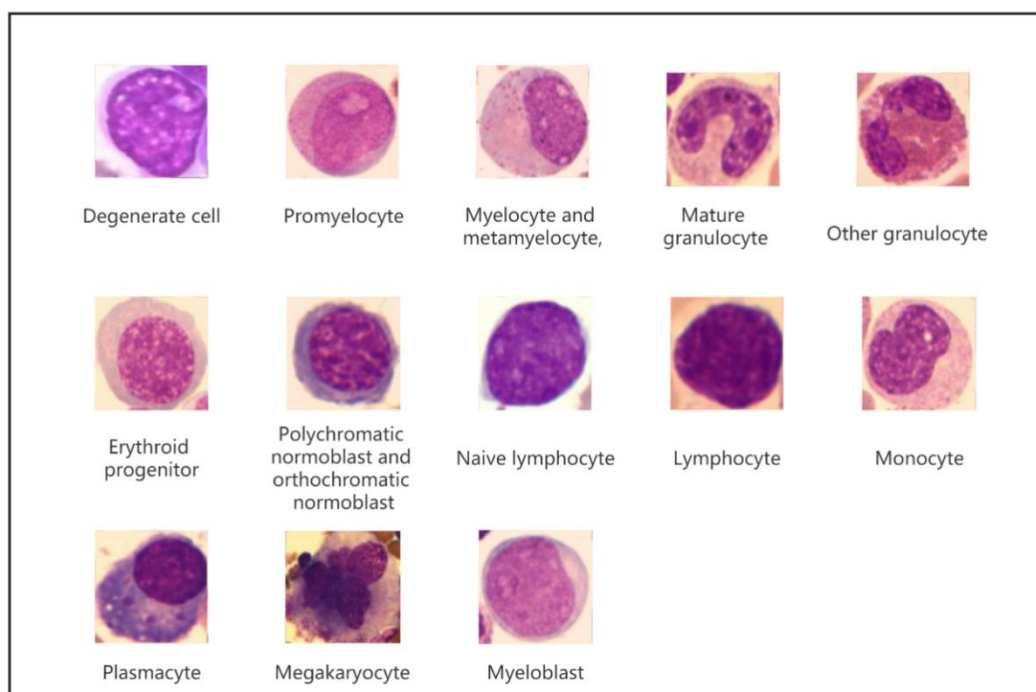 Degenerate cell
Promyelocyte
Myelocyte and
metamyelocyte,
Mature
granulocyte
Other granulocyte
Erythroid
progenitor
Polychromatic
normoblast and
orthochromatic
normoblast
Naive lymphocyte
Lymphocyte
Monocyte
Plasmacyte
Megakaryocyte
Myeloblast